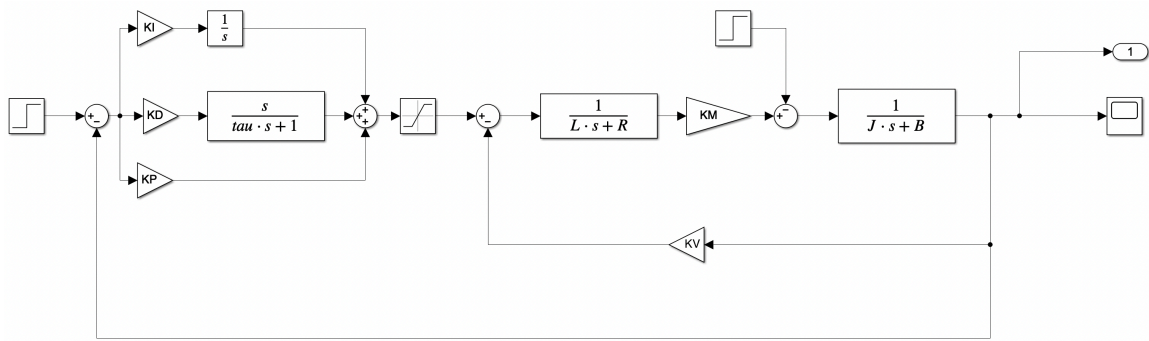 KI
1
s
1
KD
s
tau · s + 1
1
L · s + R
KM
1
J · s + B
KP
KV